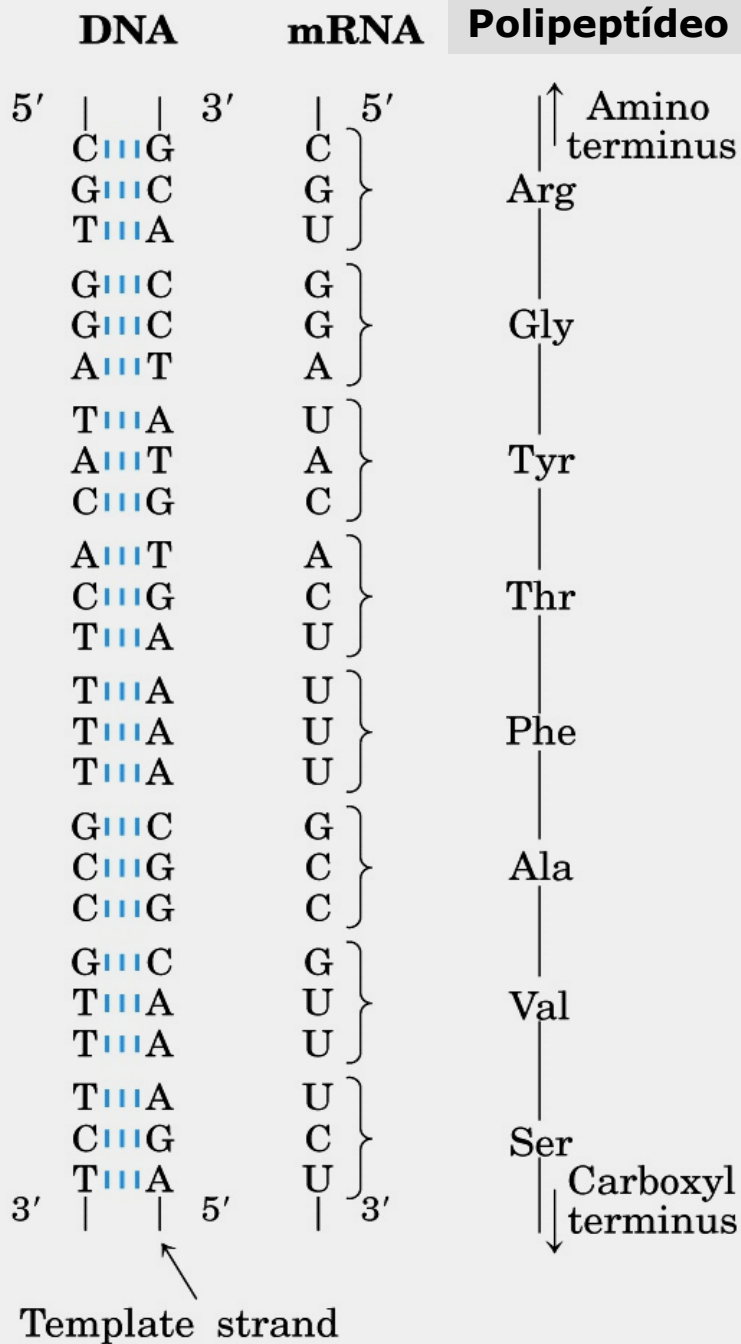 DNA mRNA Polipeptídeo
5′ 3′ 5′ Amino
terminus
C G C
G C G Arg
T A U
G C G
G C G Gly
A T A
T A U
A T A Tyr
C G C
A T A
C G C Thr
T A U
T A U
T A U Phe
T A U
G C G
C G C Ala
C G C
G C G
T A U Val
T A U
T A U
C G C Ser
T A U Carboxyl
3′ 5′ 3′ terminus
Template strand